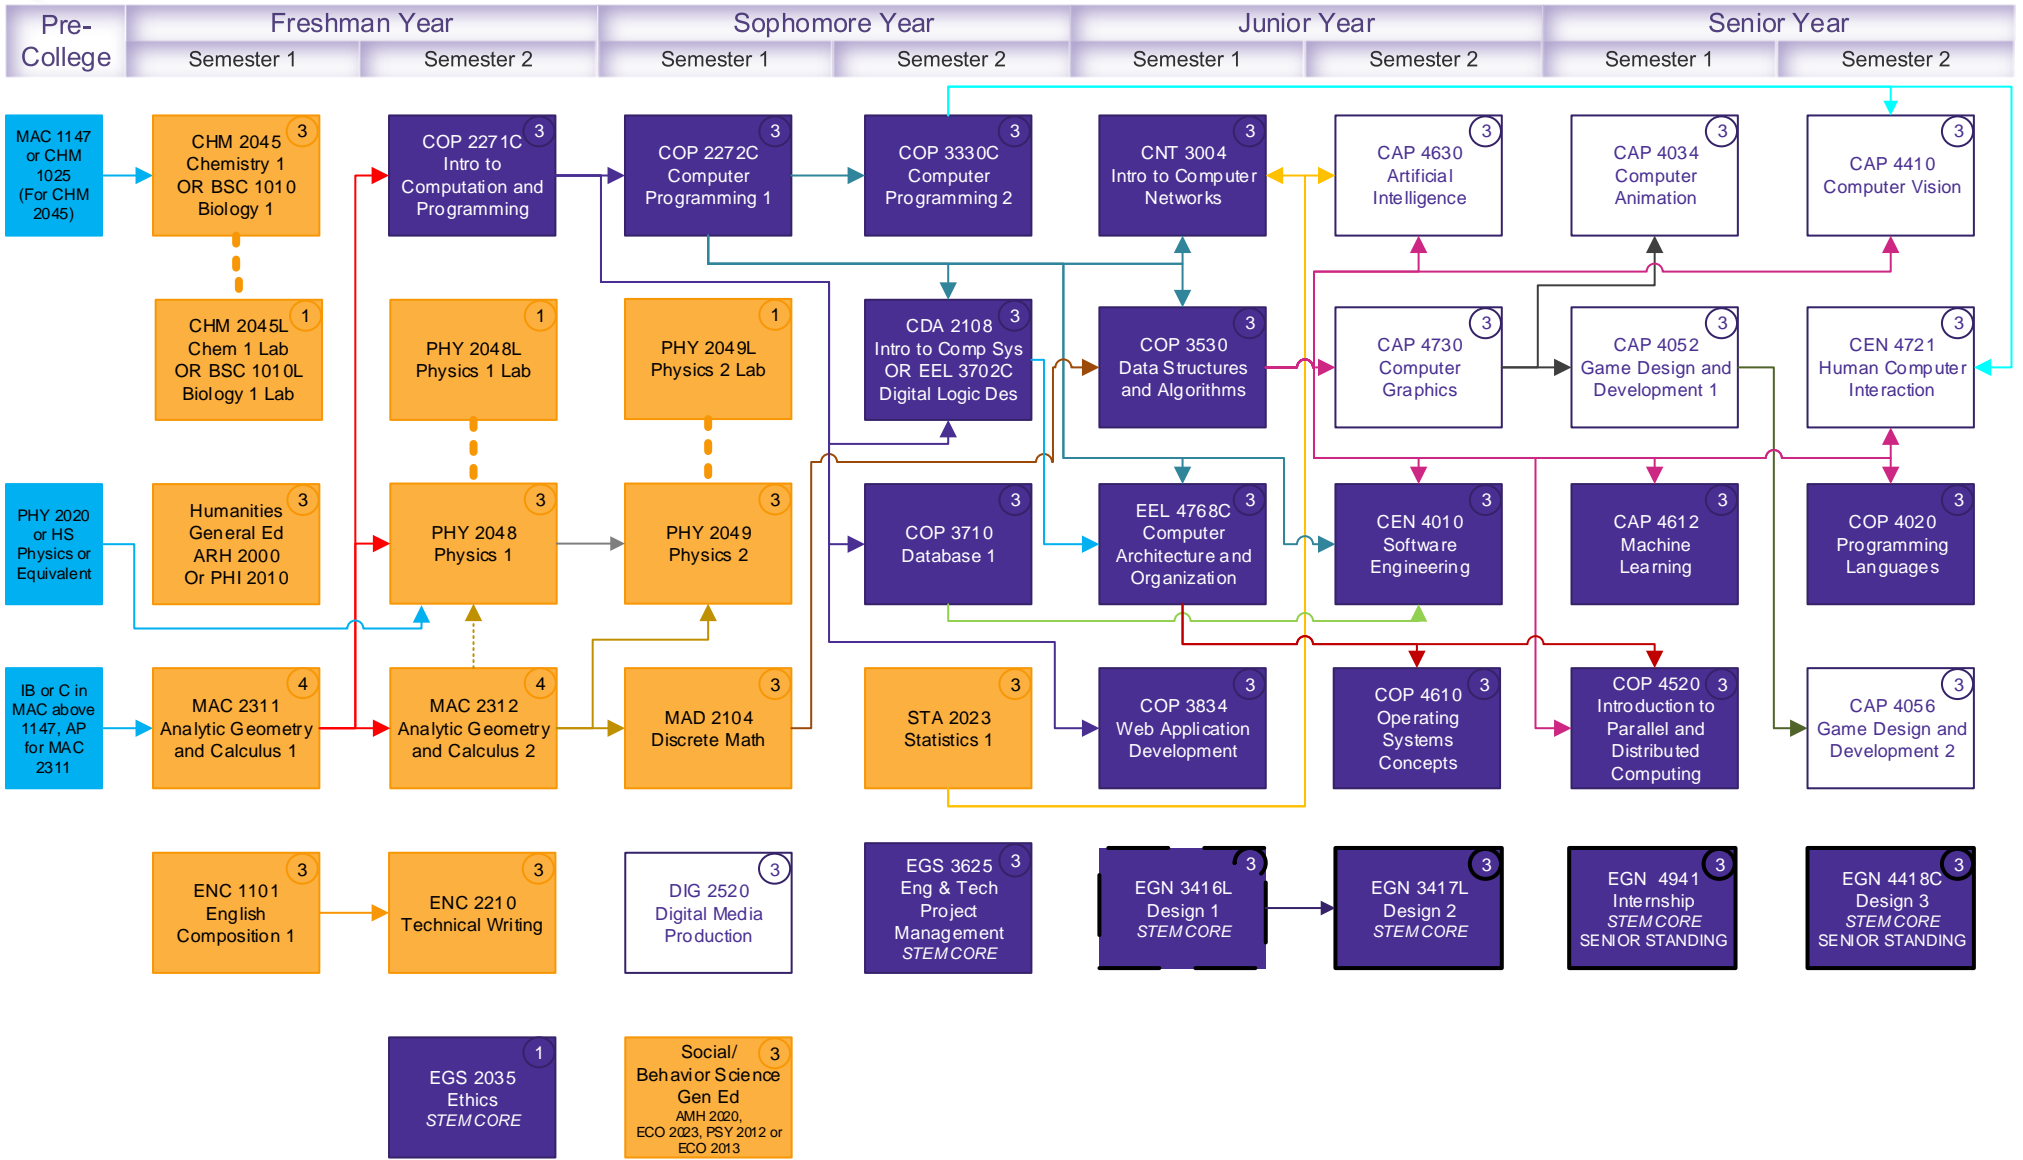 Pre-
College
Freshman Year
Sophomore Year
Junior Year
Senior Year
Semester 1
Semester 2
Semester 1
Semester 2
Semester 1
Semester 2
Semester 1
Semester 2
MAC 1147
or CHM
1025
(For CHM
2045)
3
CHM 2045
Chemistry 1
OR BSC 1010
Biology 1
3
COP 2271C
Intro to
Computation and
Programming
3
COP 2272C
Computer
Programming 1
3
COP 3330C
Computer
Programming 2
3
CNT 3004
Intro to Computer
Networks
3
CAP 4630
Artificial
Intelligence
3
CAP 4034
Computer
Animation
3
CAP 4410
Computer Vision
1
CHM 2045L
Chem 1 Lab
OR BSC 1010L
Biology 1 Lab
1
PHY 2048L
Physics 1 Lab
1
PHY 2049L
Physics 2 Lab
3
CDA 2108
Intro to Comp Sys
OR EEL 3702C
Digital Logic Des
3
COP 3530
Data Structures
and Algorithms
3
CAP 4730
Computer
Graphics
3
CAP 4052
Game Design and
Development 1
3
CEN 4721
Human Computer
Interaction
PHY 2020
or HS
Physics or
Equivalent
3
Humanities
General Ed
ARH 2000
Or PHI 2010
3
PHY 2048
Physics 1
3
PHY 2049
Physics 2
3
COP 3710
Database 1
3
EEL 4768C
Computer
Architecture and
Organization
3
CEN 4010
Software
Engineering
3
CAP 4612
Machine
Learning
3
COP 4020
Programming
Languages
IB or C in
MAC above
1147, AP
for MAC
2311
4
MAC 2311
Analytic Geometry
and Calculus 1
4
MAC 2312
Analytic Geometry
and Calculus 2
3
MAD 2104
Discrete Math
3
STA 2023
Statistics 1
3
COP 3834
Web Application
Development
3
COP 4610
Operating
Systems
Concepts
3
COP 4520
Introduction to
Parallel and
Distributed
Computing
3
CAP 4056
Game Design and
Development 2
3
ENC 1101
English
Composition 1
3
ENC 2210
Technical Writing
3
DIG 2520
Digital Media
Production
3
EGS 3625
Eng & Tech
Project
Management
STEM CORE
3
EGN 3416L
Design 1
STEM CORE
3
EGN 3417L
Design 2
STEM CORE
3
EGN 4941
Internship
STEM CORE
SENIOR STANDING
3
EGN 4418C
Design 3
STEM CORE
SENIOR STANDING
1
EGS 2035
Ethics
STEM CORE
3
Social/
Behavior Science
Gen Ed
AMH 2020,
ECO 2023, PSY 2012 or
ECO 2013